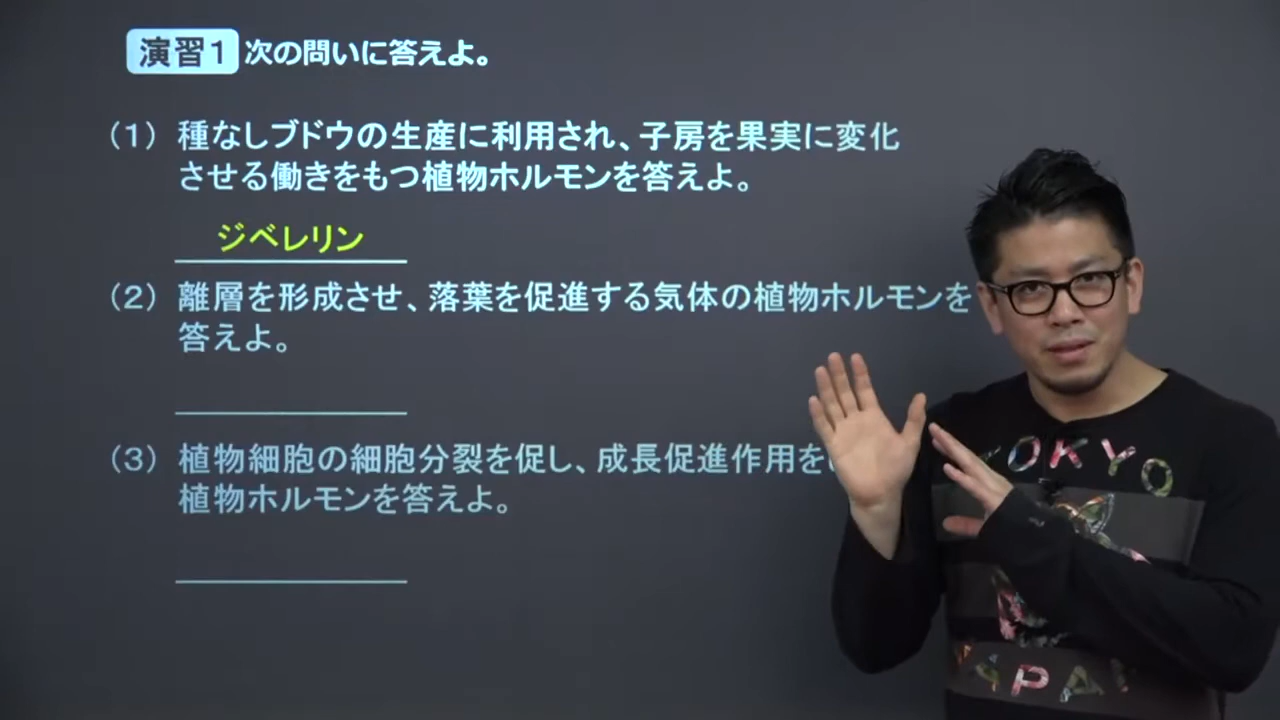 演習1 次の問いに答えよ。
(1) 種なしブドウの生産に利用され、子房を果実に変化
させる働きをもつ植物ホルモンを答えよ。
ジベレリン
(2) 離層を形成させ、落葉を促進する気体の植物ホルモンを
答えよ。
(3) 植物細胞の細胞分裂を促し、成長促進作用を
植物ホルモンを答えよ。
TOKYO
JAPAN